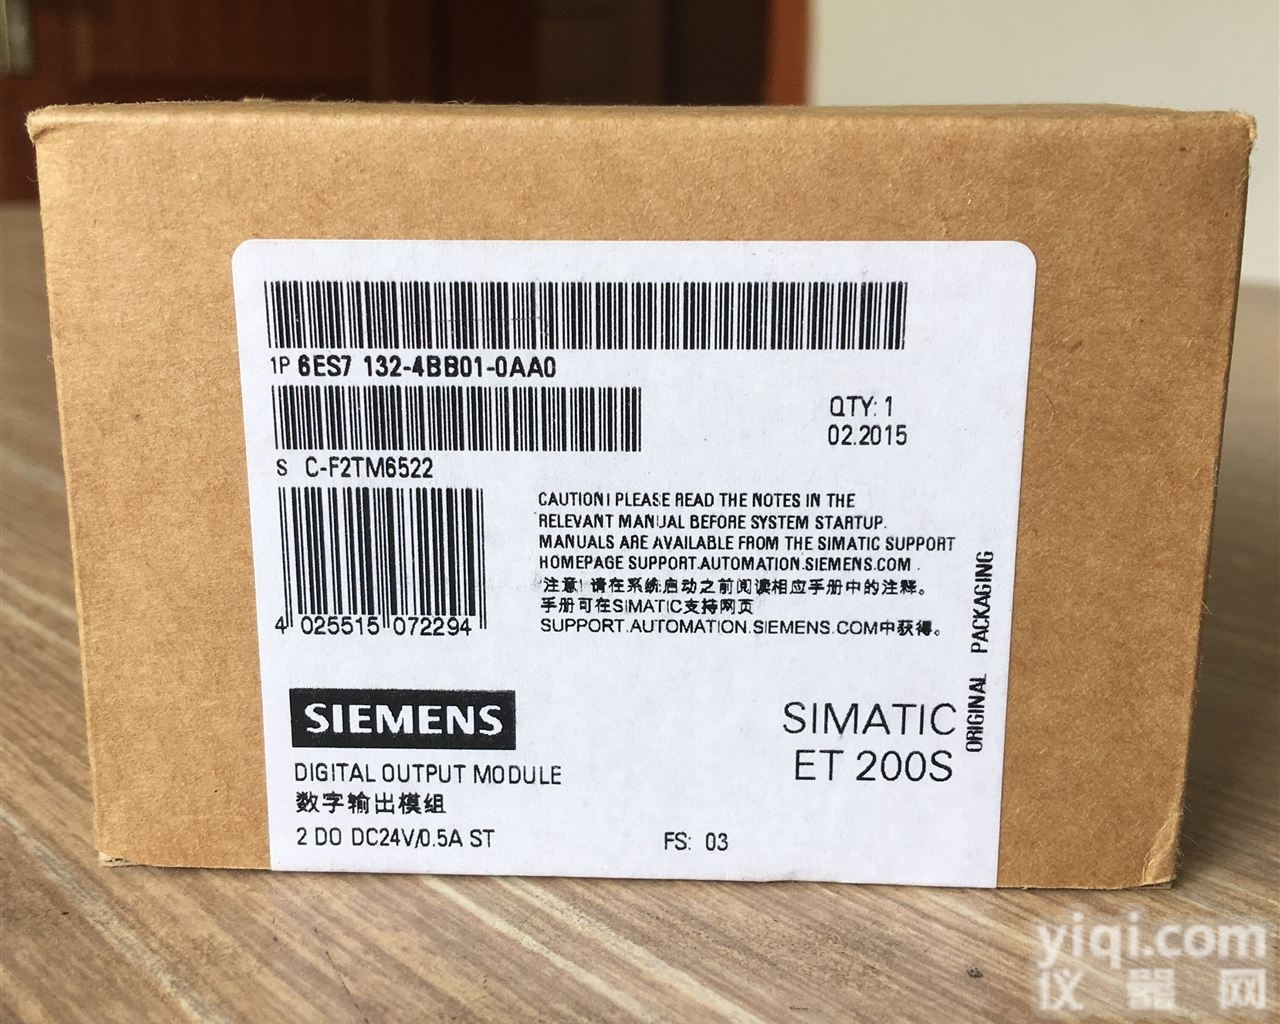 1P 6ES7 132-4BB01-0AA0
S C-F2TM6522
QTY: 1
02.2015
4 025515 072294
CAUTION! PLEASE READ THE NOTES IN THE
RELEVANT MANUAL BEFORE SYSTEM STARTUP.
MANUALS ARE AVAILABLE FROM THE SIMATIC SUPPORT
HOMEPAGE SUPPORT.AUTOMATION.SIEMENS.COM .
注意! 请在系统启动之前阅读相应手册中的注释。
手册可在SIMATIC支持网页
SUPPORT.AUTOMATION.SIEMENS.COM中获得。
ORIGINAL PACKAGING
SIEMENS
SIMATIC
ET 200S
DIGITAL OUTPUT MODULE
数字输出模组
2 DO DC24V/0.5A ST
FS: 03
yiqi.com
仪器网